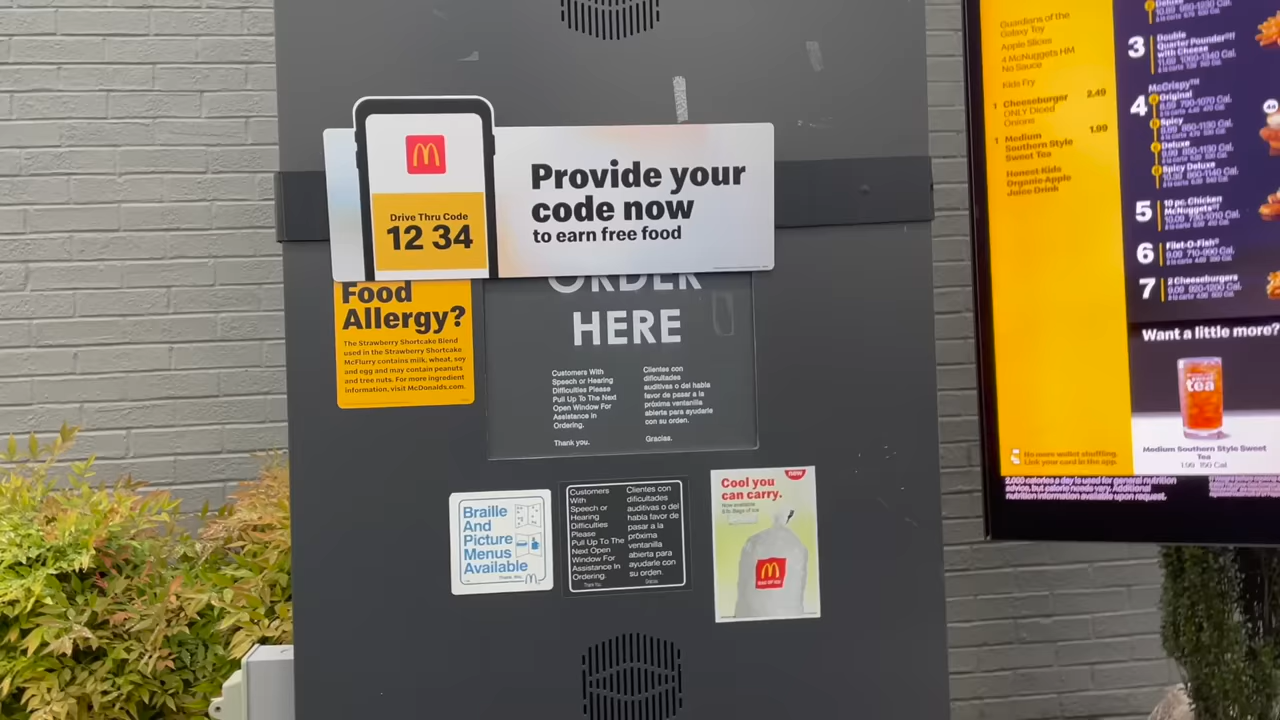 Drive Thru Code
12 34
Provide your
code now
to earn free food
Food
Allergy?
The Strawberry Shortcake Blend
used in the Strawberry Shortcake
McFlurry contains milk, wheat, soy
and egg and may contain peanuts
and tree nuts. For more ingredient
information, visit McDonalds.com.
ORDER
HERE
Customers With
Speech or Hearing
Difficulties Please
Pull Up To The Next
Open Window For
Assistance In
Ordering.
Thank you.
Clientes con
dificultades
auditivas o del habla
favor de pasar a la
próxima ventanilla
abierta para ayudarle
con su orden.
Gracias.
Braille
And
Picture
Menus
Available
Customers
With
Speech or
Hearing
Difficulties
Please
Pull Up To The
Next Open
Window For
Assistance In
Ordering.
Thank You.
Clientes con
dificultades
auditivas o del
habla favor de
pasar a la
próxima
ventanilla
abierta para
ayudarle con
su orden.
Gracias.
new
Cool you
can carry.
Guardians of the
Galaxy Toy
Apple Slices
4 McNuggets HM
No Sauce
Kids Fry
1 Cheeseburger 2.49
ONLY Diced
Onions
1 Medium 1.99
Southern Style
Sweet Tea
Honest Kids
Organic Apple
Juice Drink
No more wallet shuffling.
Link your card in the app.
Deluxe
3 Double
Quarter Pounder®
with Cheese
McCrispy™
4 Original
Spicy
Deluxe
Spicy Deluxe
5 10 pc. Chicken
McNuggets®
6 Filet-O-Fish®
7 2 Cheeseburgers
Want a little more?
tea
Medium Southern Style Sweet
Tea
1.99 100 Cal
2,000 calories a day is used for general nutrition
advice, but calorie needs vary. Additional
nutrition information available upon request.